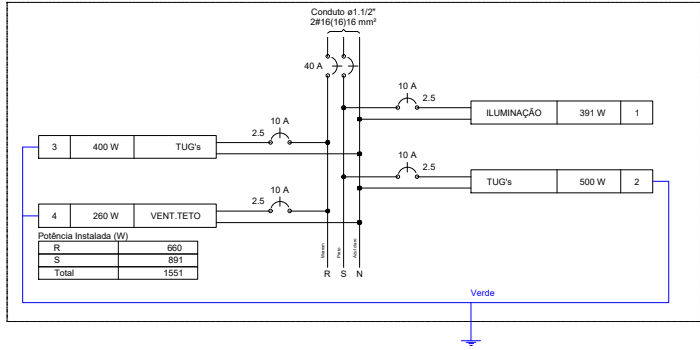 Conduto ø1.1/2"
2#16(16)16 mm²
40 A
10 A
2.5
ILUMINAÇÃO 391 W 1
10 A
2.5
3 400 W TUG's
10 A
2.5
TUG's 500 W 2
10 A
2.5
4 260 W VENT.TETO
Potência Instalada (W)
R 660
S 891
Total 1551
Marrom
Preto
R S N
Verde